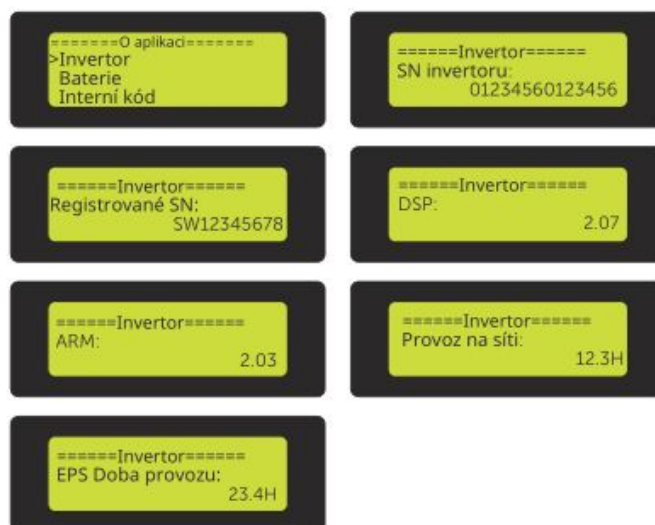 =======O aplikaci=======
>Invertor
Baterie
Interní kód
======Invertor======
SN invertoru:
01234560123456
======Invertor======
Registrované SN:
SW12345678
======Invertor======
DSP:
2.07
======Invertor======
ARM:
2.03
======Invertor======
Provoz na síti:
12.3H
======Invertor======
EPS Doba provozu:
23.4H